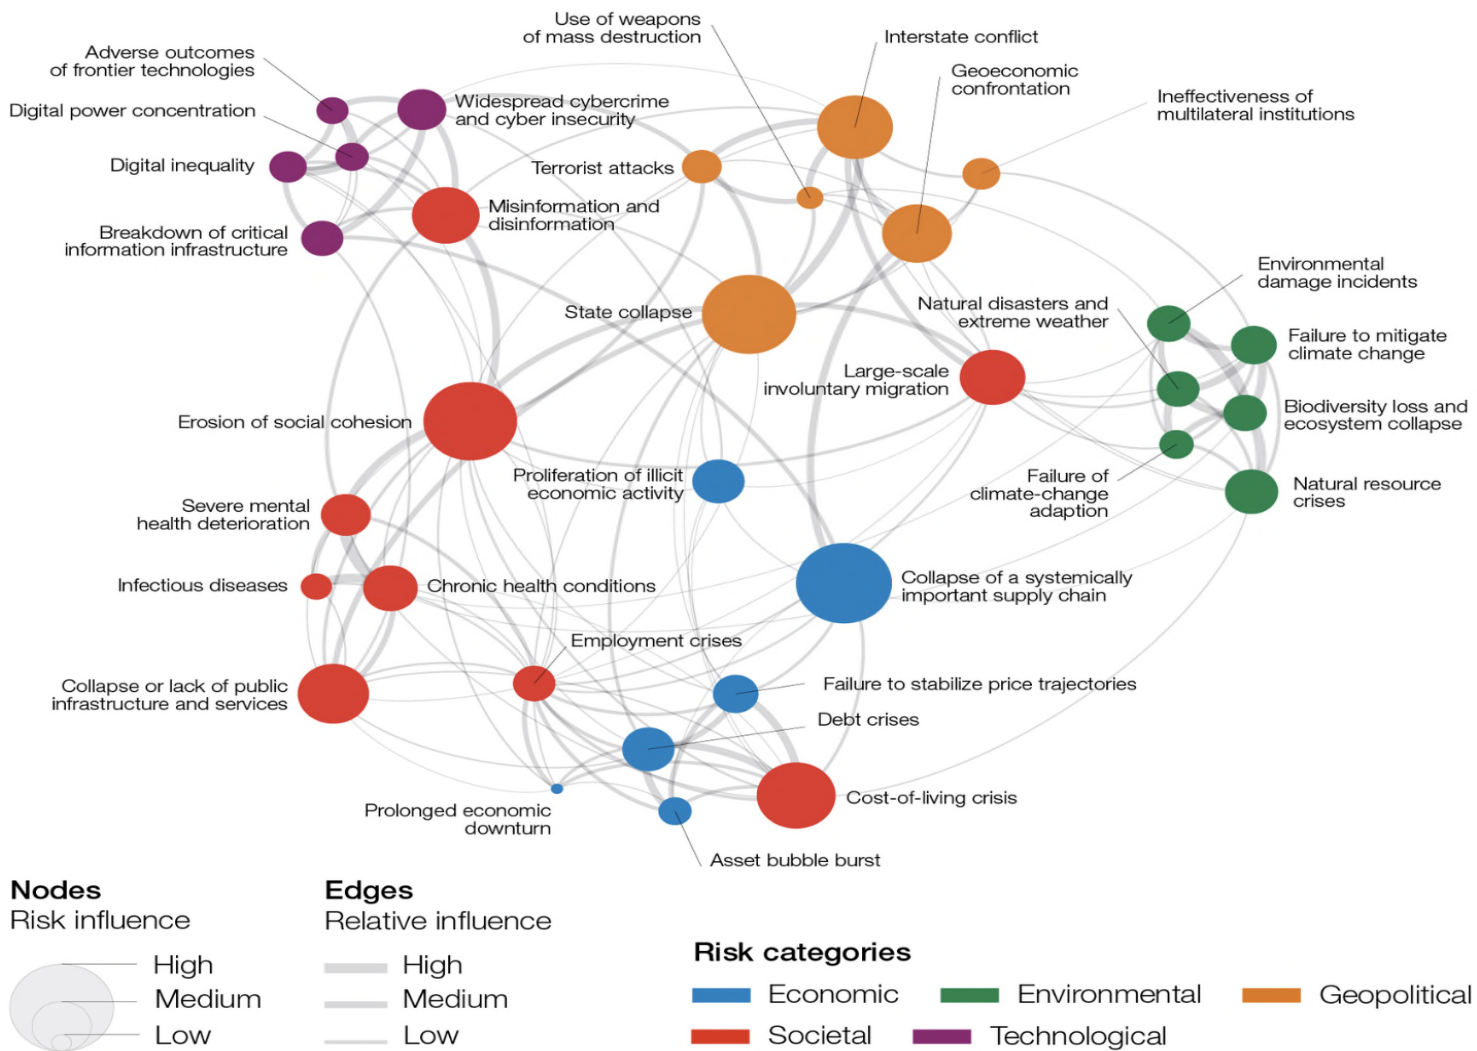 Use of weapons
of mass destruction
Interstate conflict
Adverse outcomes
of frontier technologies
Geoeconomic
confrontation
Digital power concentration
Widespread cybercrime
and cyber insecurity
Ineffectiveness of
multilateral institutions
Digital inequality
Terrorist attacks
Misinformation and
disinformation
Breakdown of critical
information infrastructure
Environmental
damage incidents
State collapse
Natural disasters and
extreme weather
Failure to mitigate
climate change
Large-scale
involuntary migration
Erosion of social cohesion
Biodiversity loss and
ecosystem collapse
Proliferation of illicit
economic activity
Failure of
climate-change
adaption
Natural resource
crises
Severe mental
health deterioration
Infectious diseases
Chronic health conditions
Collapse of a systemically
important supply chain
Employment crises
Collapse or lack of public
infrastructure and services
Failure to stabilize price trajectories
Debt crises
Prolonged economic
downturn
Cost-of-living crisis
Asset bubble burst
Nodes
Risk influence
High
Medium
Low
Edges
Relative influence
High
Medium
Low
Risk categories
Economic
Environmental
Geopolitical
Societal
Technological